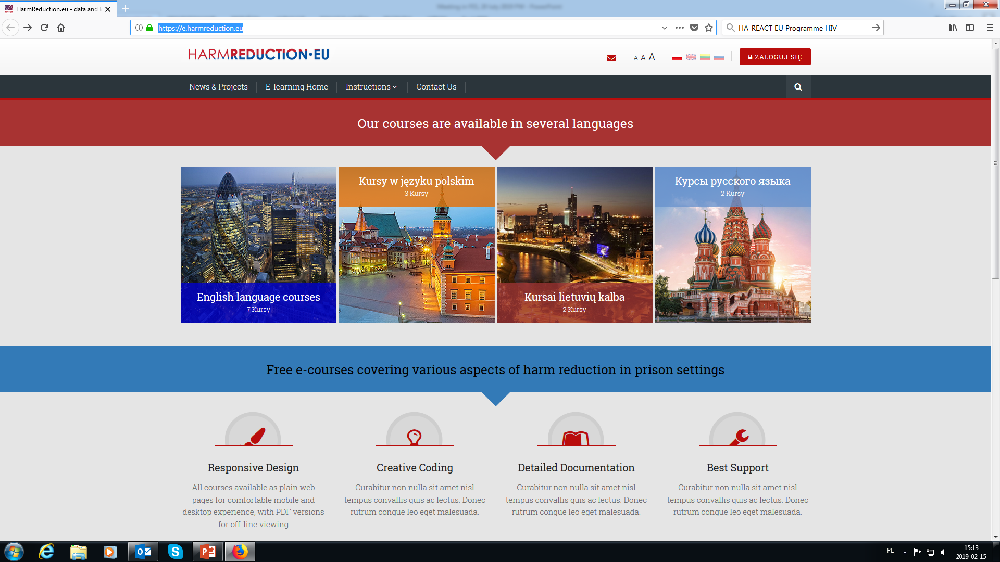 HarmReduction.eu - data and
https://e.harmreduction.eu
HA-REACT EU Programme HIV
HARMREDUCTION·EU
A A A
ZALOGUJ SIĘ
News & Projects
E-learning Home
Instructions
Contact Us
Our courses are available in several languages
Kursy w języku polskim
3 Kursy
Курсы русского языка
2 Kursy
English language courses
7 Kursy
Kursai lietuvių kalba
2 Kursy
Free e-courses covering various aspects of harm reduction in prison settings
Responsive Design
All courses available as plain web
pages for comfortable mobile and
desktop experience, with PDF versions
for off-line viewing
Creative Coding
Curabitur non nulla sit amet nisl
tempus convallis quis ac lectus. Donec
rutrum congue leo eget malesuada.
Detailed Documentation
Curabitur non nulla sit amet nisl
tempus convallis quis ac lectus. Donec
rutrum congue leo eget malesuada.
Best Support
Curabitur non nulla sit amet nisl
tempus convallis quis ac lectus. Donec
rutrum congue leo eget malesuada.
PL
15:13
2019-02-15